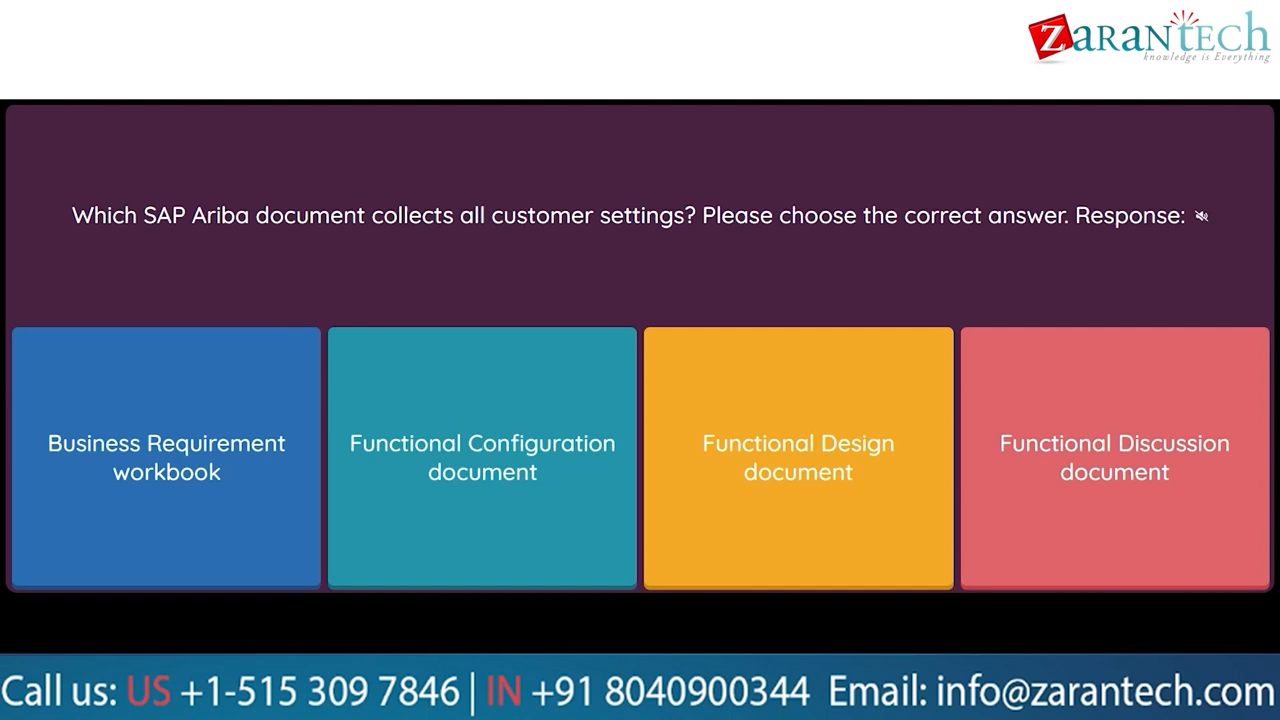 ZARANTECH
knowledge is Everything
Which SAP Ariba document collects all customer settings? Please choose the correct answer. Response:
Business Requirement
workbook
Functional Configuration
document
Functional Design
document
Functional Discussion
document
Call us: US +1-515 309 7846 | IN +91 8040900344 Email: info@zarantech.com